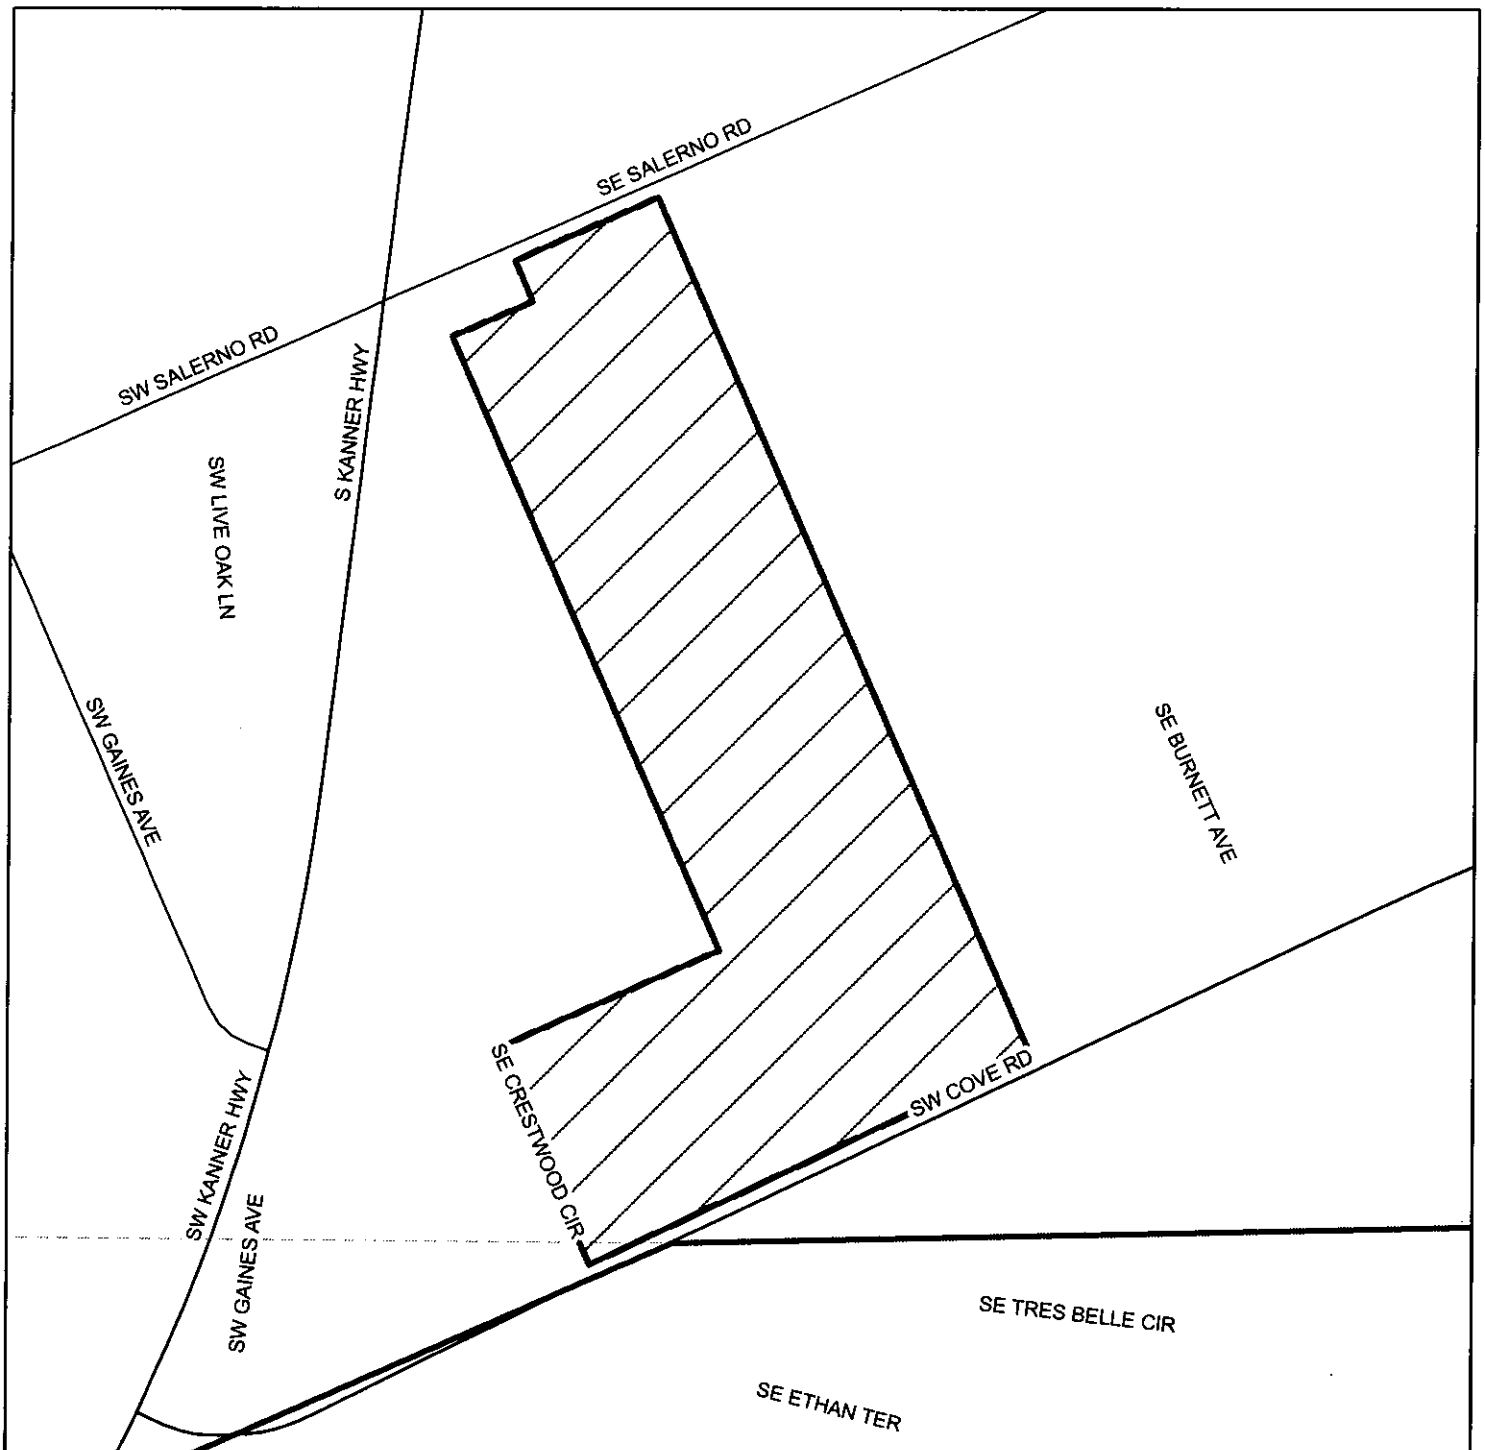 SE SALERNO RD
SW SALERNO RD
S KANNER HWY
SW LIVE OAK LN
SW GAINES AVE
SE BURNETT AVE
SE CRESTWOOD CIR
SW COVE RD
SW KANNER HWY
SW GAINES AVE
SE TRES BELLE CIR
SE ETHAN TER